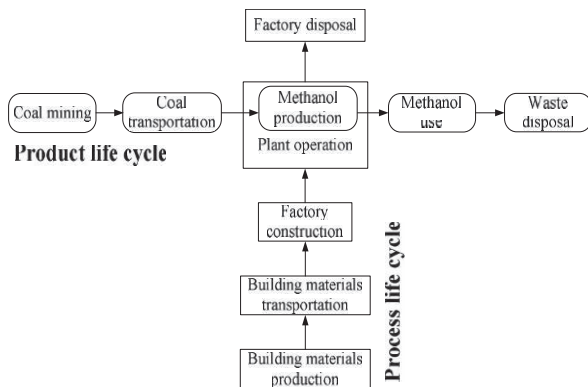 Factory disposal
Coal mining
Coal
transportation
Methanol
production
Plant operation
Methanol
use
Waste
disposal
Product life cycle
Factory
construction
Building materials
transportation
Building materials
production
Process life cycle